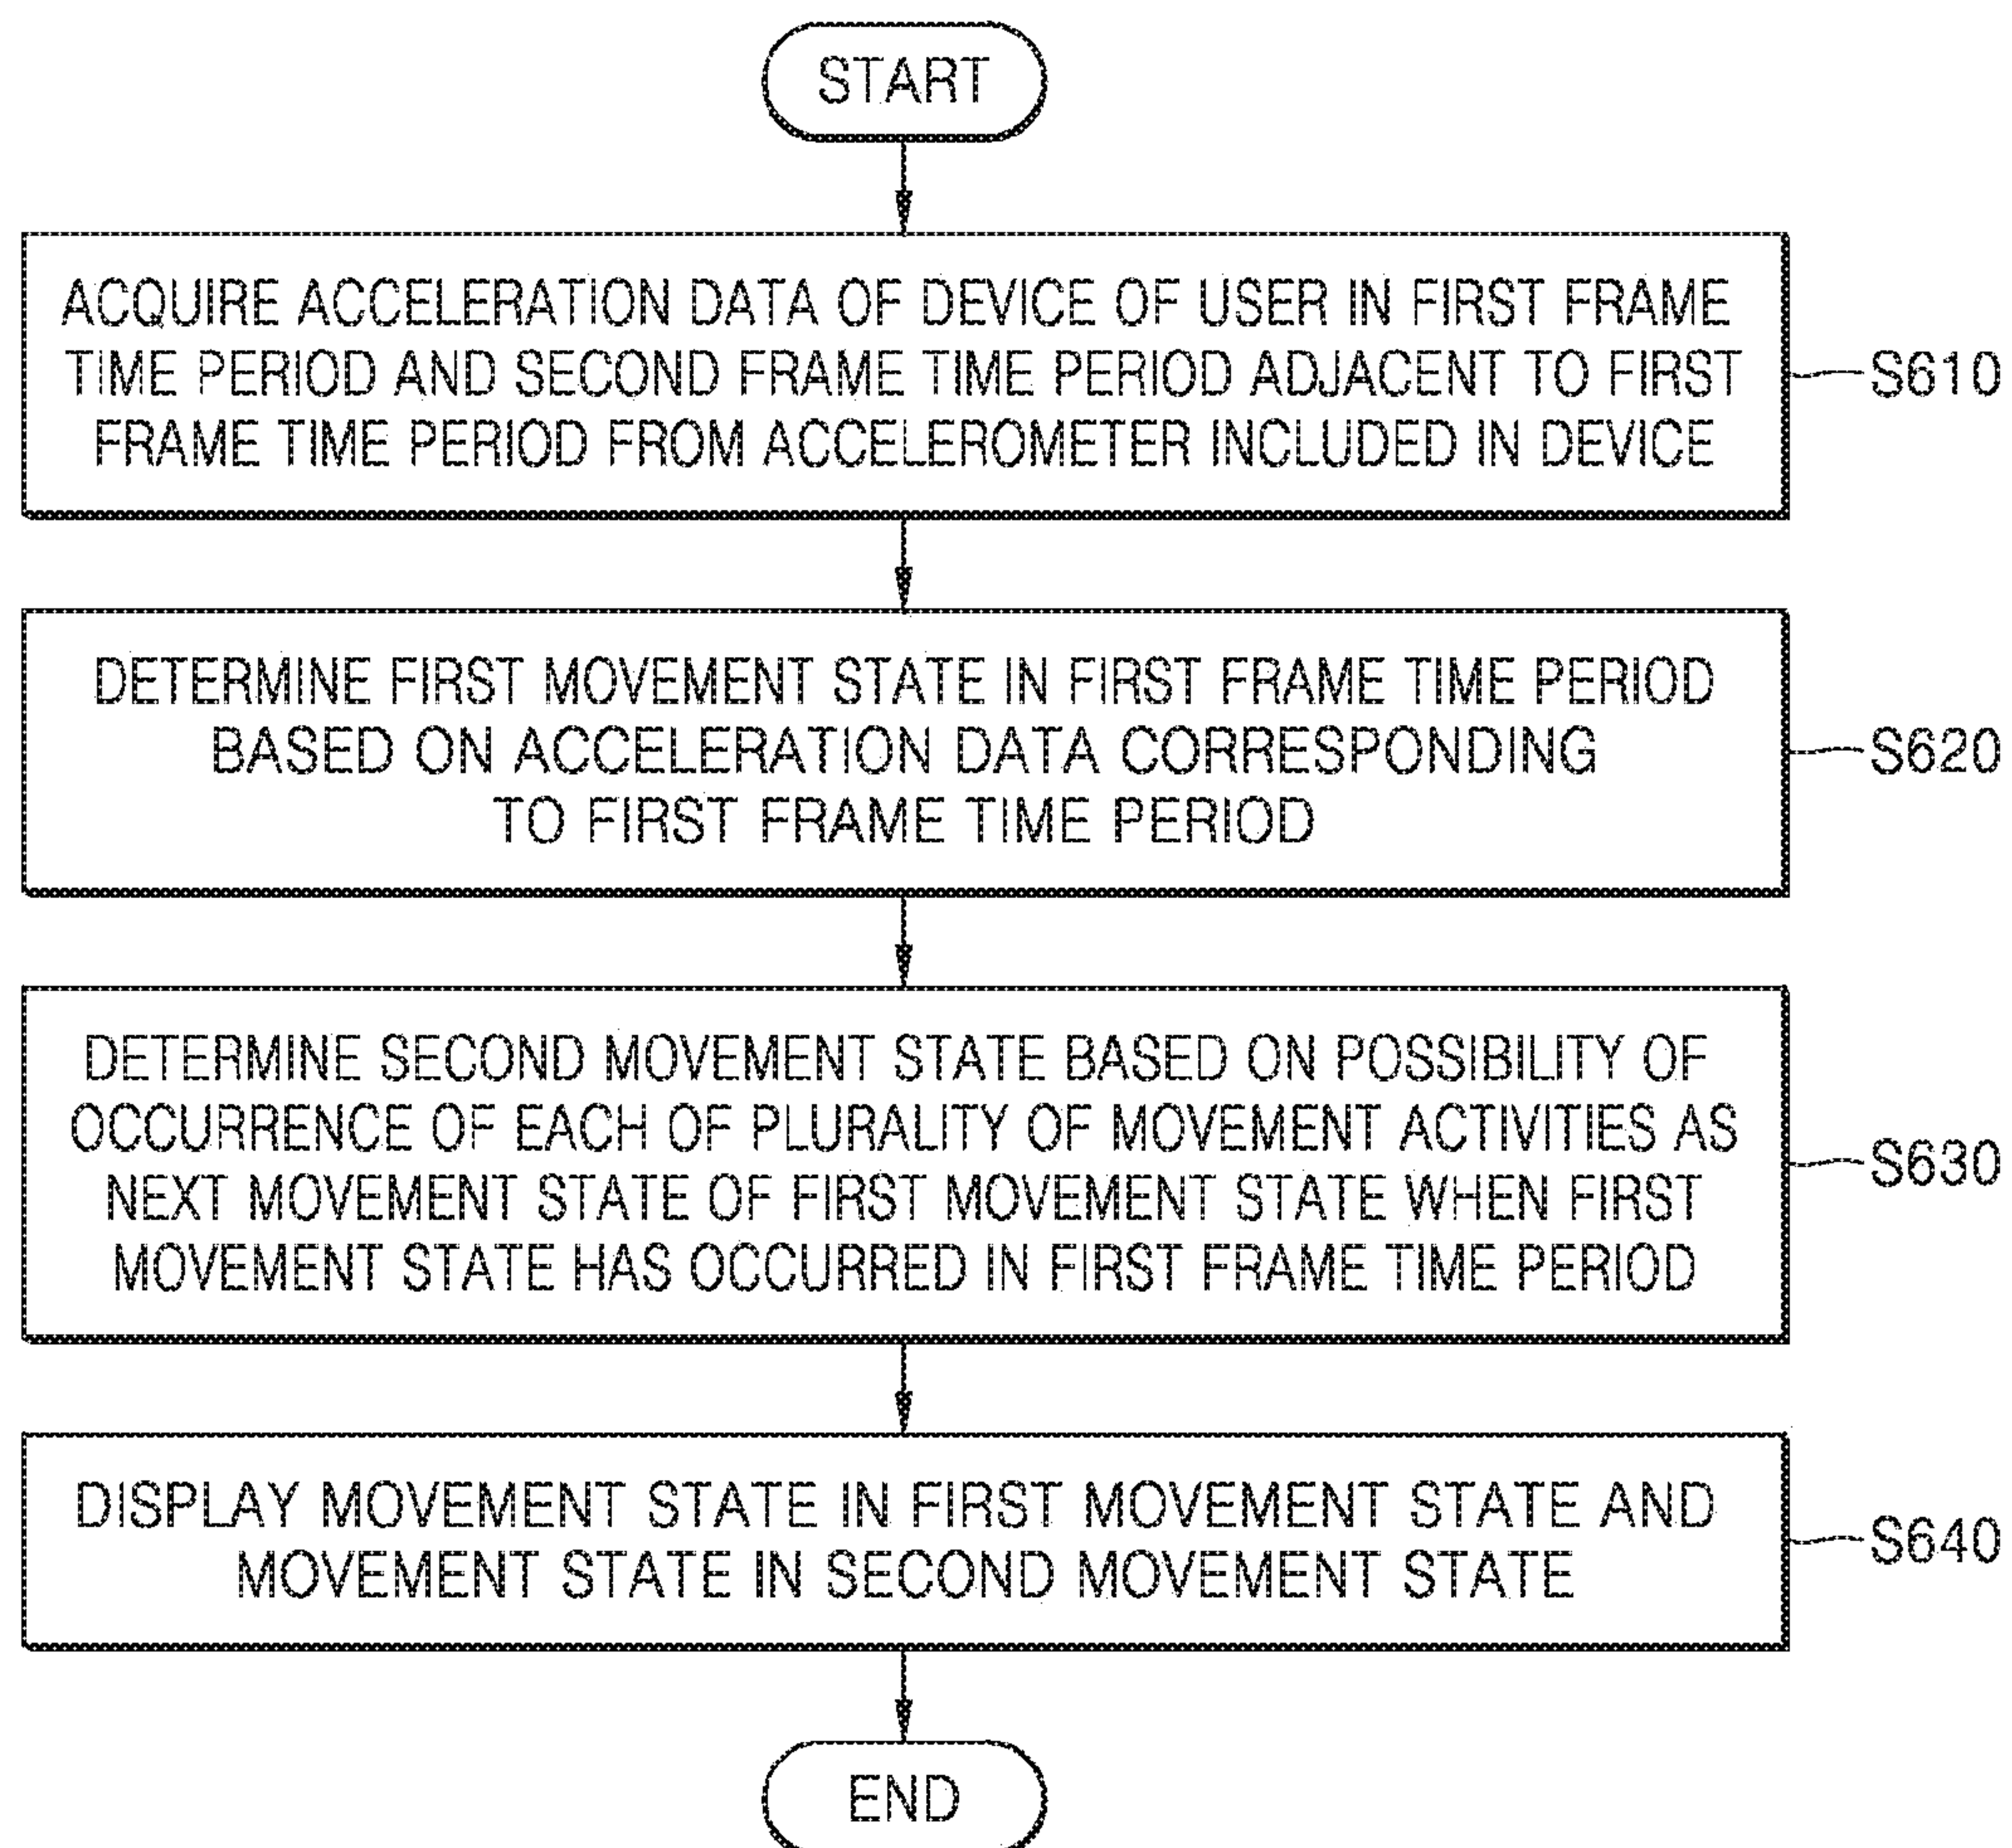 START
ACQUIRE ACCELERATION DATA OF DEVICE OF USER IN FIRST FRAME
TIME PERIOD AND SECOND FRAME TIME PERIOD ADJACENT TO FIRST
FRAME TIME PERIOD FROM ACCELEROMETER INCLUDED IN DEVICE
S610
DETERMINE FIRST MOVEMENT STATE IN FIRST FRAME TIME PERIOD
BASED ON ACCELERATION DATA CORRESPONDING
TO FIRST FRAME TIME PERIOD
S620
DETERMINE SECOND MOVEMENT STATE BASED ON POSSIBILITY OF
OCCURRENCE OF EACH OF PLURALITY OF MOVEMENT ACTIVITIES AS
NEXT MOVEMENT STATE OF FIRST MOVEMENT STATE WHEN FIRST
MOVEMENT STATE HAS OCCURRED IN FIRST FRAME TIME PERIOD
S630
DISPLAY MOVEMENT STATE IN FIRST MOVEMENT STATE AND
MOVEMENT STATE IN SECOND MOVEMENT STATE
S640
END